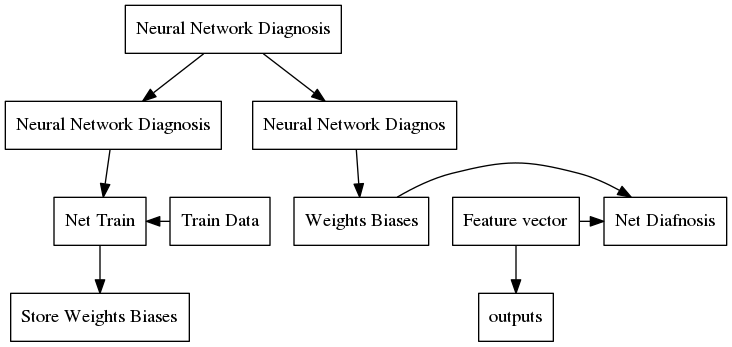 Neural Network Diagnosis
Neural Network Diagnosis
Neural Network Diagnos
Net Train
Train Data
Weights Biases
Feature vector
Net Diafnosis
Store Weights Biases
outputs